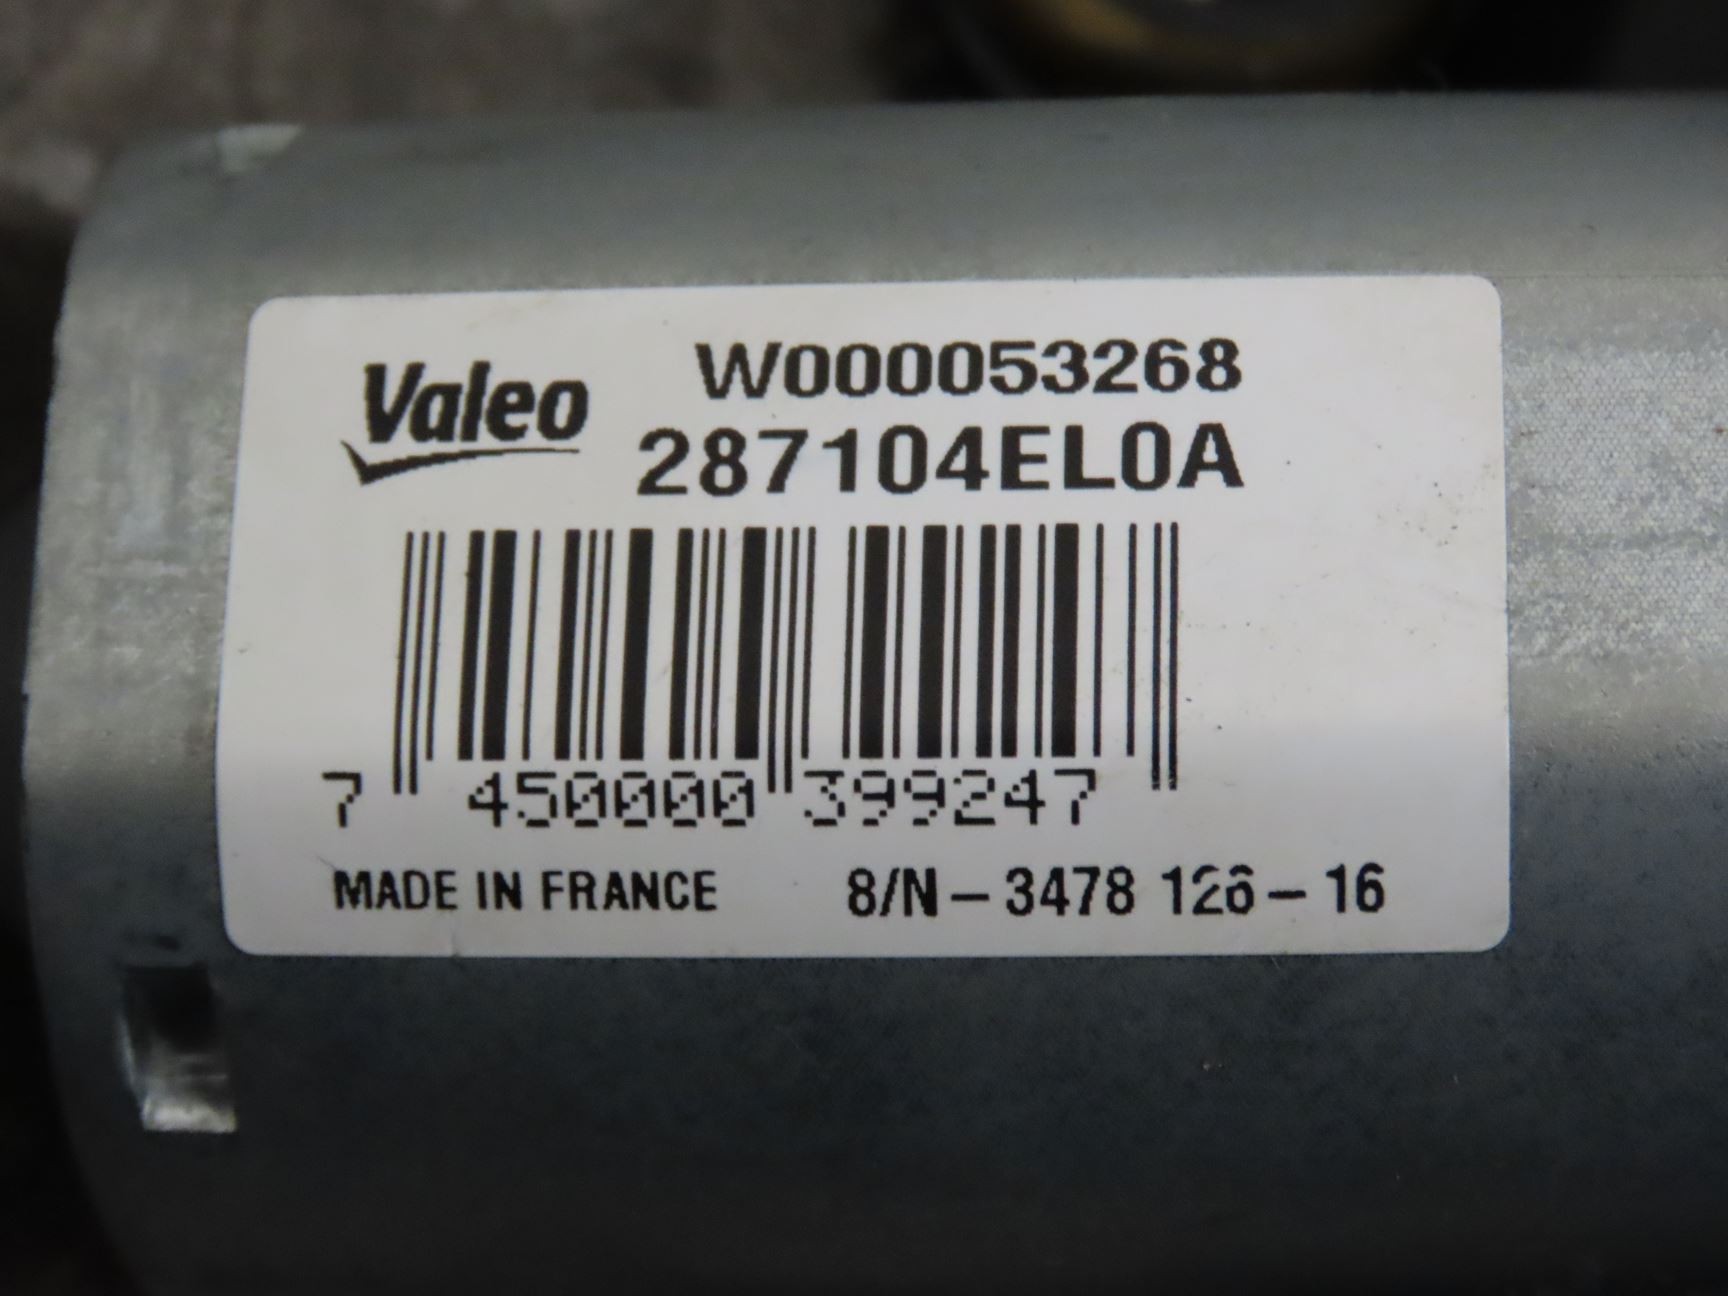 Valeo
W000053268
287104EL0A
7 450000 399247
MADE IN FRANCE 8/N-3478 126-16